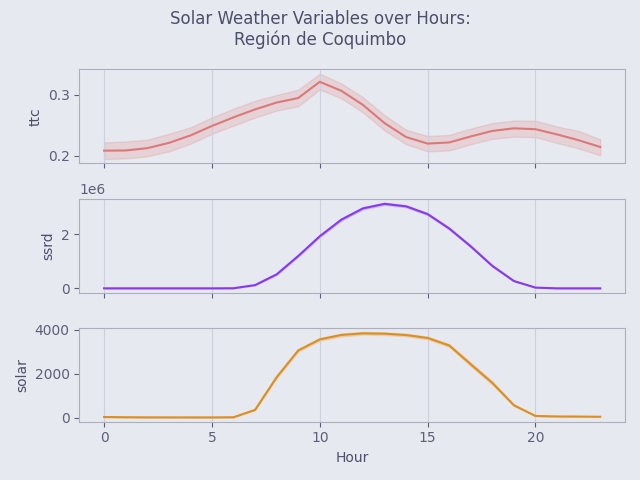 Solar Weather Variables over Hours:
Región de Coquimbo
0.3
ttc
0.2
1e6
2
ssrd
0
4000
2000
solar
0
0 5 10 15 20
Hour